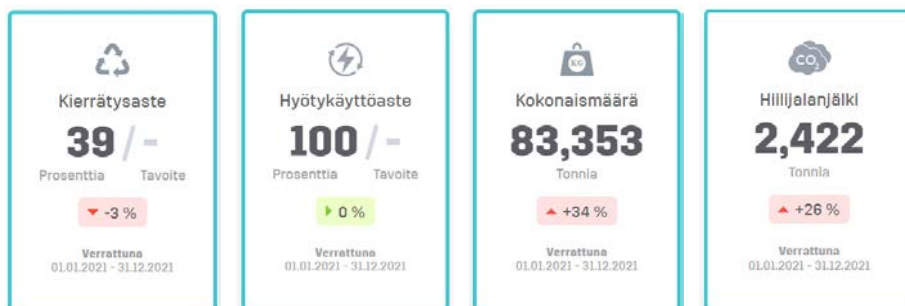 Kierrätysaste
39 / -
Prosenttia Tavoite
-3 %
Verrattuna
01.01.2021 - 31.12.2021
Hyötykäyttöaste
100 / -
Prosenttia Tavoite
0 %
Verrattuna
01.01.2021 - 31.12.2021
KG
Kokonaismäärä
83,353
Tonnia
+34 %
Verrattuna
01.01.2021 - 31.12.2021
CO2
Hiilijalanjälki
2,422
Tonnia
+26 %
Verrattuna
01.01.2021 - 31.12.2021